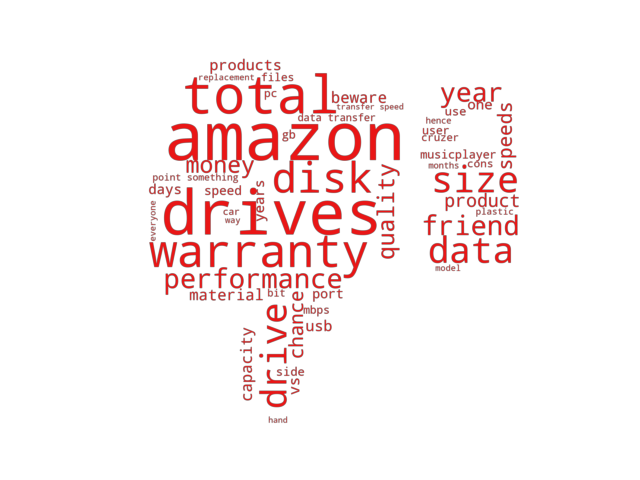 products
replacement files
total
pc
beware
transfer speed
data transfer
amazon
gb
money
disk
point something
days
speed
years
quality
drives
car
way
everyone
warranty
performance
material
bit
port
chance
mbps
usb
drive
capacity
side
vs
hand
year
one
use
hence
user
cruzer
speeds
musicplayer
months cons
size
product
plastic
friend
data
model